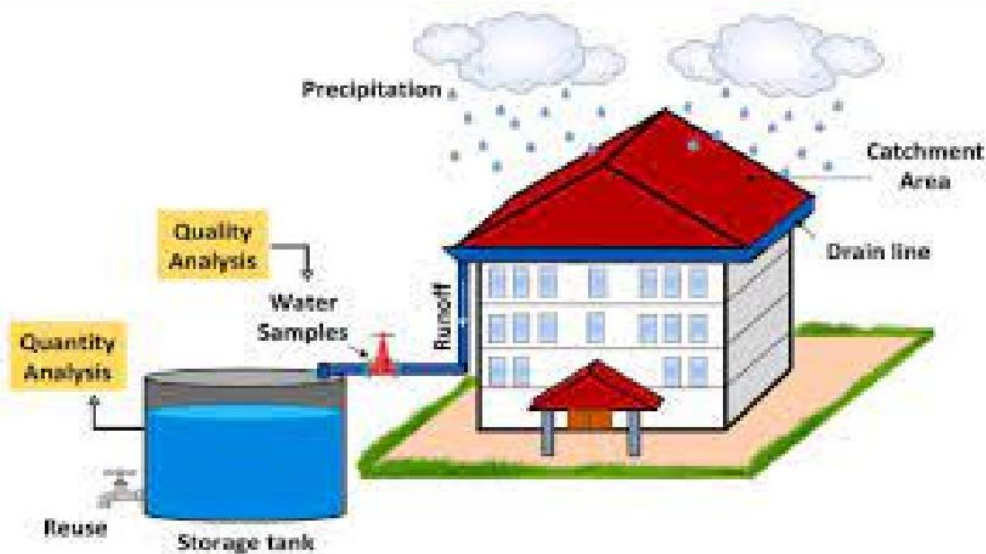 Precipitation
Catchment
Area
Drain line
Quality
Analysis
Water
Samples
Runoff
Quantity
Analysis
Reuse
Storage tank